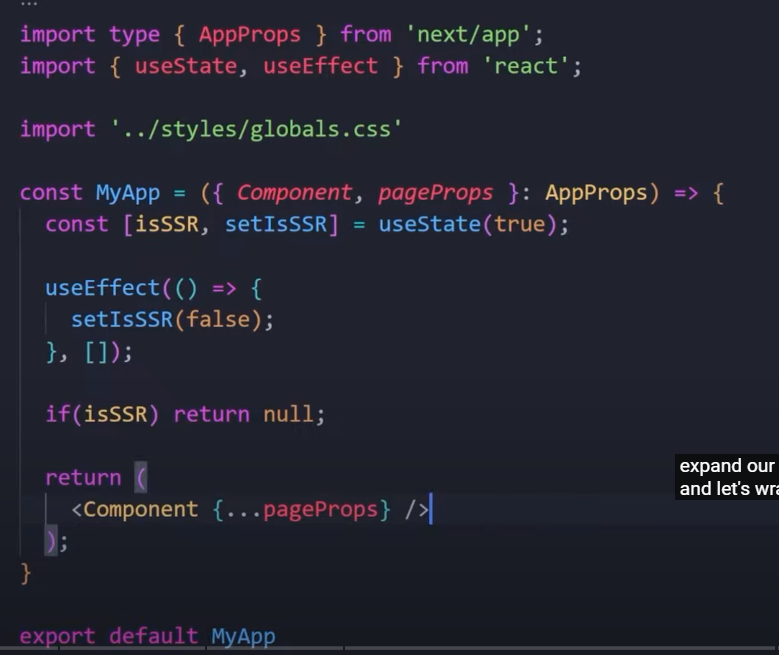 ...
import type { AppProps } from 'next/app';
import { useState, useEffect } from 'react';
import '../styles/globals.css'
const MyApp = ({ Component, pageProps }: AppProps) => {
const [isSSR, setIsSSR] = useState(true);
useEffect(() => {
setIsSSR(false);
}, []);
if(isSSR) return null;
return (
<Component {...pageProps} />
);
}
export default MyApp
expand our
and let's wra